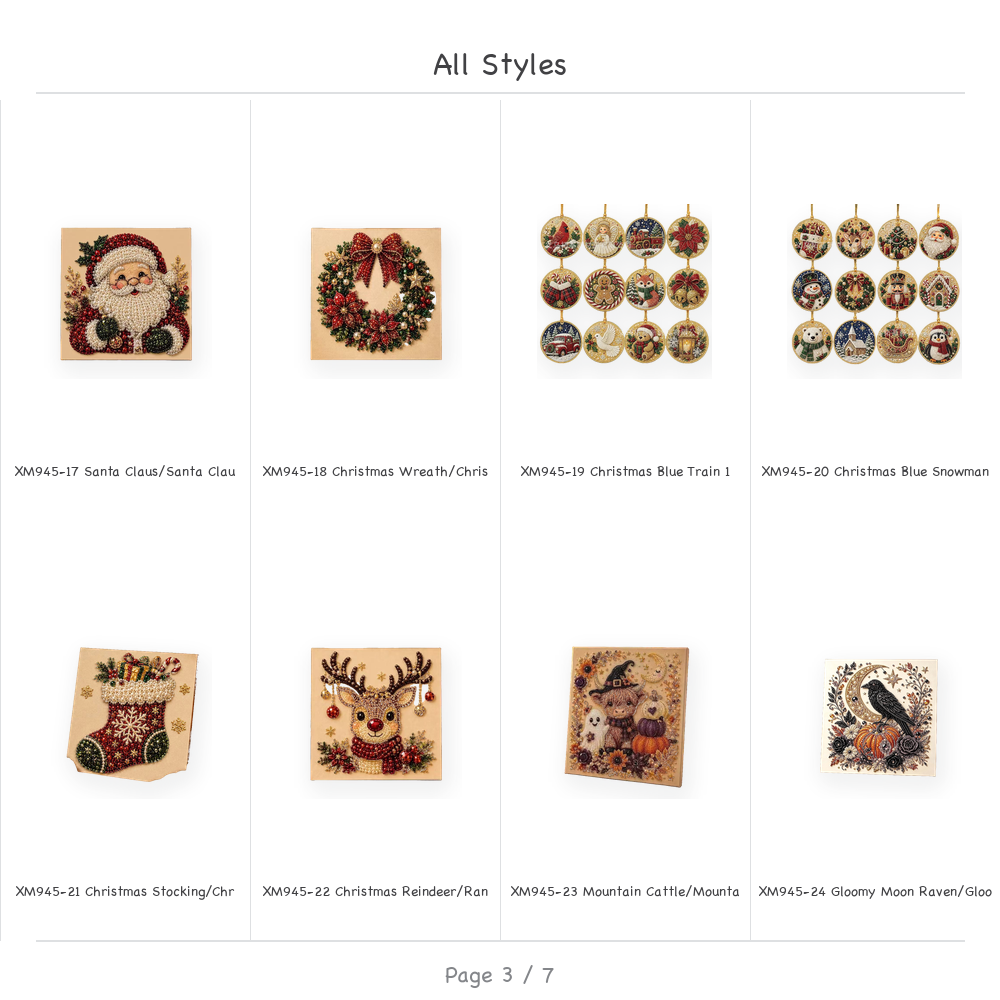 All Styles
XM945-17 Santa Claus/Santa Clau
XM945-18 Christmas Wreath/Chris
XM945-19 Christmas Blue Train 1
XM945-20 Christmas Blue Snowman
XM945-21 Christmas Stocking/Chr
XM945-22 Christmas Reindeer/Ran
XM945-23 Mountain Cattle/Mounta
XM945-24 Gloomy Moon Raven/Gloo
Page 3 / 7